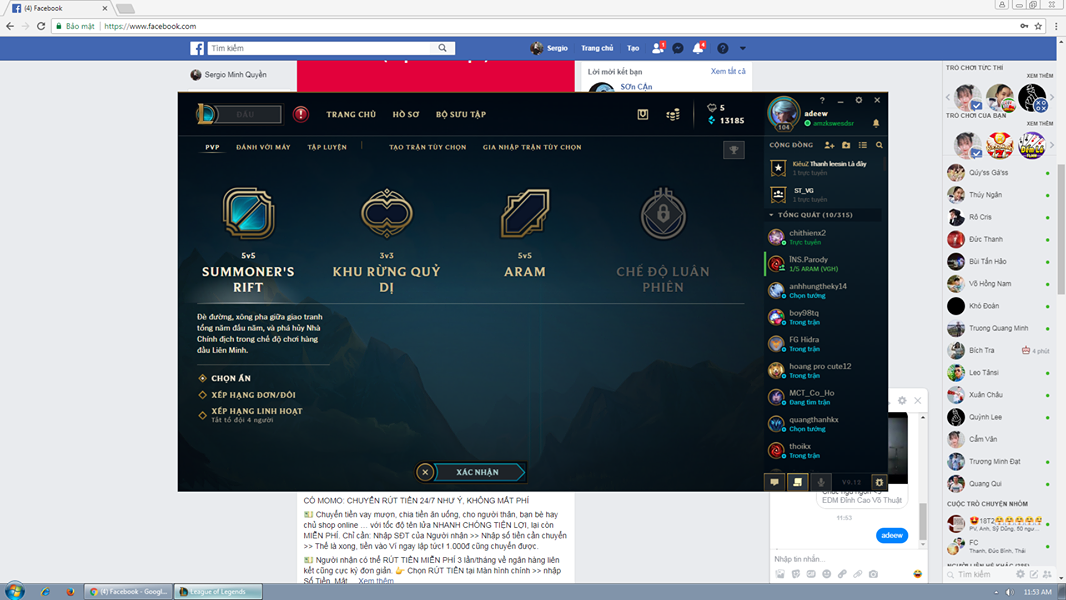 (4) Facebook
Bảo mật
https://www.facebook.com
Tìm kiếm
Sergio
Trang chủ
Tạo
Sergio Minh Quyền
Lời mời kết bạn
Xem tất cả
SƠn CẬn
ĐẤU
TRANG CHỦ
HỒ SƠ
BỘ SƯU TẬP
5
13185
adeew
amzkswesdsr
104
PVP
ĐÁNH VỚI MÁY
TẬP LUYỆN
TẠO TRẬN TÙY CHỌN
GIA NHẬP TRẬN TÙY CHỌN
5v5
SUMMONER'S
RIFT
3v3
KHU RỪNG QUỶ
DỊ
5v5
ARAM
CHẾ ĐỘ LUÂN
PHIÊN
Đè đường, xông pha giữa giao tranh
tổng năm đấu năm, và phá hủy Nhà
Chính địch trong chế độ chơi hàng
đầu Liên Minh.
CHỌN ẨN
XẾP HẠNG ĐƠN/ĐÔI
XẾP HẠNG LINH HOẠT
Tất tổ đội 4 người
XÁC NHẬN
CỘNG ĐỒNG
KiềuZ Thanh leesin Là đây
1 trực tuyến
ST_VG
1 trực tuyến
TỔNG QUÁT (10/315)
chithienx2
Trực tuyến
ÎNS.Parody
1/5 ARAM (VGH)
anhhungtheky14
Chọn tướng
boy98tq
Trong trận
FG Hidra
Trong trận
hoang pro cute12
Trong trận
MCT_Co_Ho
Đang tìm trận
quangthanhkx
Chọn tướng
thoikx
Trong trận
V9.12
CÓ MOMO: CHUYỂN RÚT TIỀN 24/7 NHƯ Ý, KHÔNG MẤT PHÍ
Chuyển tiền vay mượn, chia tiền ăn uống, cho người thân, bạn bè hay
chủ shop online ... với tốc độ tên lửa NHANH CHÓNG TIỆN LỢI, lại còn
MIỄN PHÍ. Chỉ cần: Nhập SĐT của Người nhận >> Nhập số tiền cần chuyển
>> Thế là xong, tiền vào Ví ngay lập tức! 1.000đ cũng chuyển được.
Người nhận có thể RÚT TIỀN MIỄN PHÍ 3 lần/tháng về ngân hàng liên
kết cũng cực kỳ đơn giản. Chọn RÚT TIỀN tại Màn hình chính >> nhập
Số Tiền, Mật
Xem thêm
EDM Đỉnh Cao Võ Thuật
11:53
adeew
Nhập tin nhắn...
TRÒ CHƠI TỨC THÌ
XEM THÊM
TRÒ CHƠI CỦA BẠN
XEM THÊM
Qúy'ss Gà'ss
Thúy Ngân
Rồ Cris
Đức Thanh
Bùi Tấn Hảo
Võ Hồng Nam
Khó Đoán
Truong Quang Minh
Bích Tra
4 phút
Leo Tânsi
Xuân Châu
Quỳnh Lee
Cẩm Vân
Trương Minh Đạt
Quang Qui
CUỘC TRÒ CHUYỆN NHÓM
18T2
PV, Anh, Sỹ Dũng, 50 ngư...
FC
Thanh, Đức Bình, Thái
Tìm kiếm
(4) Facebook - Googl...
League of Legends
11:53 AM